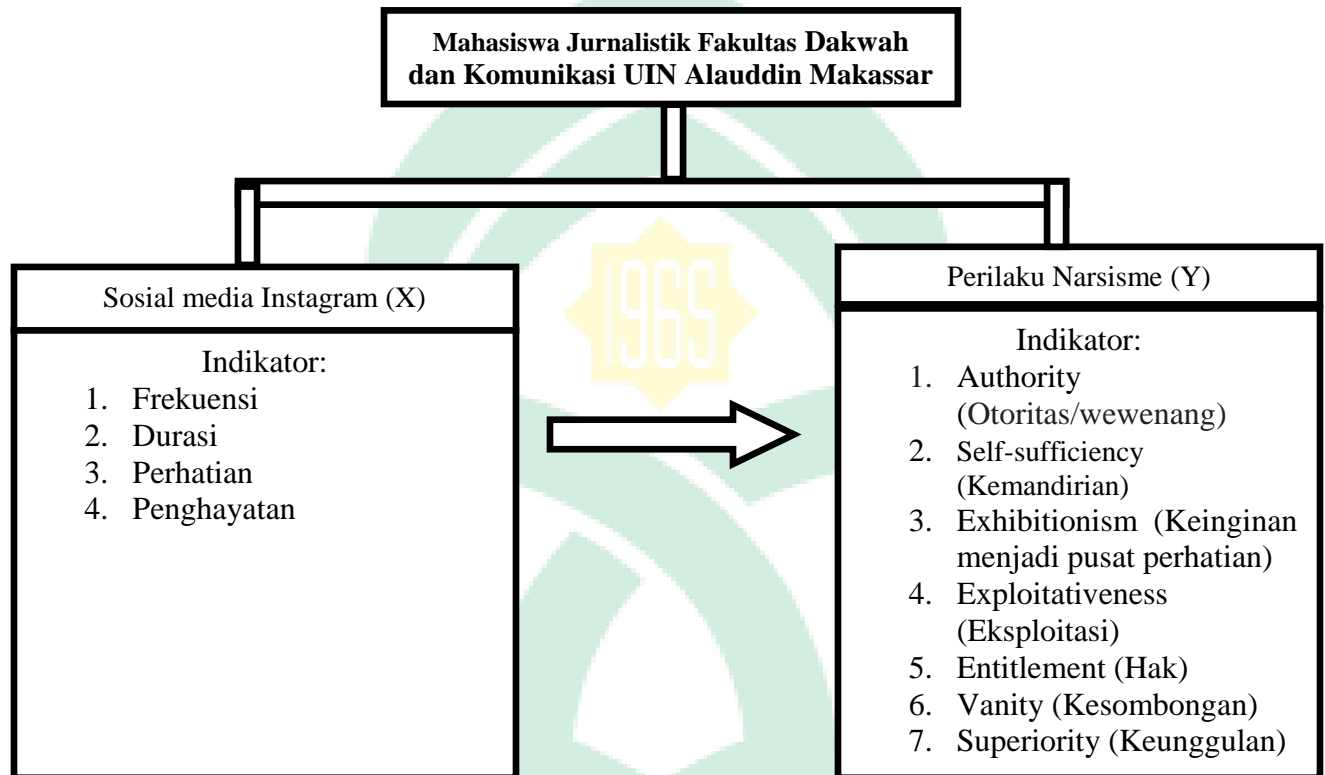 Mahasiswa Jurnalistik Fakultas Dakwah
dan Komunikasi UIN Alauddin Makassar
Sosial media Instagram (X)
Indikator:
1. Frekuensi
2. Durasi
3. Perhatian
4. Penghayatan
1965
Perilaku Narsisme (Y)
Indikator:
1. Authority
(Otoritas/wewenang)
2. Self-sufficiency
(Kemandirian)
3. Exhibitionism (Keinginan
menjadi pusat perhatian)
4. Exploitativeness
(Eksploitasi)
5. Entitlement (Hak)
6. Vanity (Kesombongan)
7. Superiority (Keunggulan)